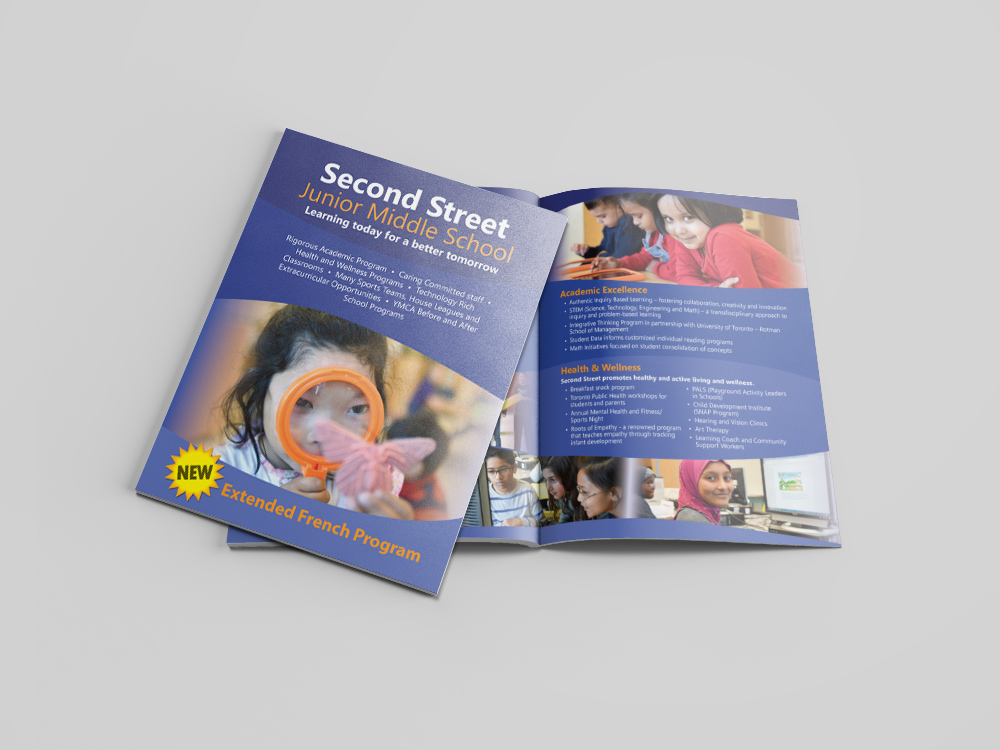 Second Street
Junior Middle School
Learning today for a better tomorrow
Rigorous Academic Program • Caring Committed staff •
Health and Wellness Programs • Technology Rich
Classrooms • Many Sports Teams, House Leagues and
Extracurricular Opportunities • YMCA Before and After
School Programs
NEW
Extended French Program
Academic Excellence
• Authentic Inquiry Based Learning – fostering collaboration, creativity and innovation
• STEM (Science, Technology, Engineering and Math) – a transdisciplinary approach to
inquiry and problem-based learning
• Integrative Thinking Program in partnership with University of Toronto – Rotman
School of Management
• Student Data informs customized individual reading programs
• Math Initiatives focused on student consolidation of concepts
Health & Wellness
Second Street promotes healthy and active living and wellness.
• Breakfast snack program
• Toronto Public Health workshops for
students and parents
• Annual Mental Health and Fitness/
Sports Night
• Roots of Empathy – a renowned program
that teaches empathy through tracking
infant development
• PALS (Playground Activity Leaders
in Schools)
• Child Development Institute
(SNAP Program)
• Hearing and Vision Clinics
• Art Therapy
• Learning Coach and Community
Support Workers